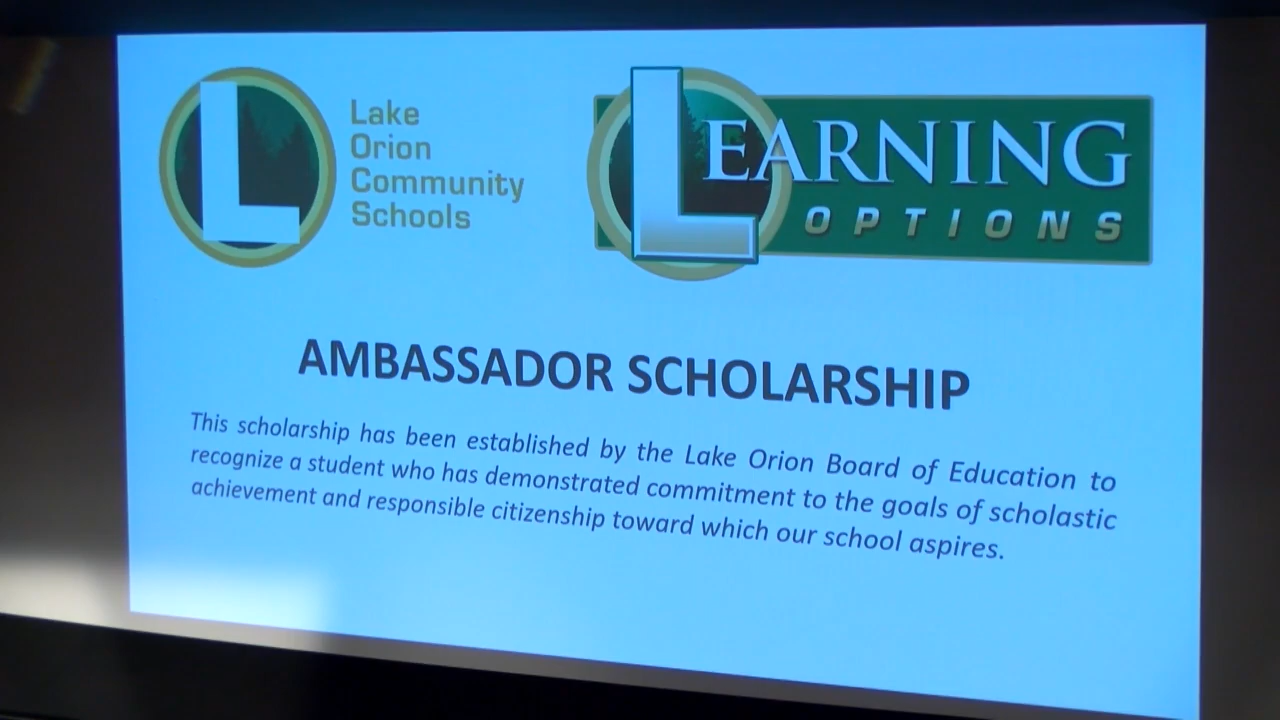 L
Lake
Orion
Community
Schools
LEARNING
OPTIONS
AMBASSADOR SCHOLARSHIP
This scholarship has been established by the Lake Orion Board of Education to
recognize a student who has demonstrated commitment to the goals of scholastic
achievement and responsible citizenship toward which our school aspires.